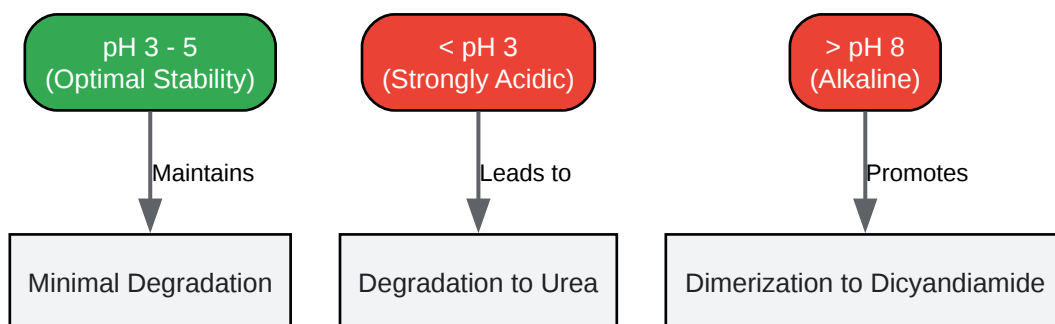 pH 3 - 5
(Optimal Stability)
< pH 3
(Strongly Acidic)
> pH 8
(Alkaline)
Maintains
Leads to
Promotes
Minimal Degradation
Degradation to Urea
Dimerization to Dicyandiamide